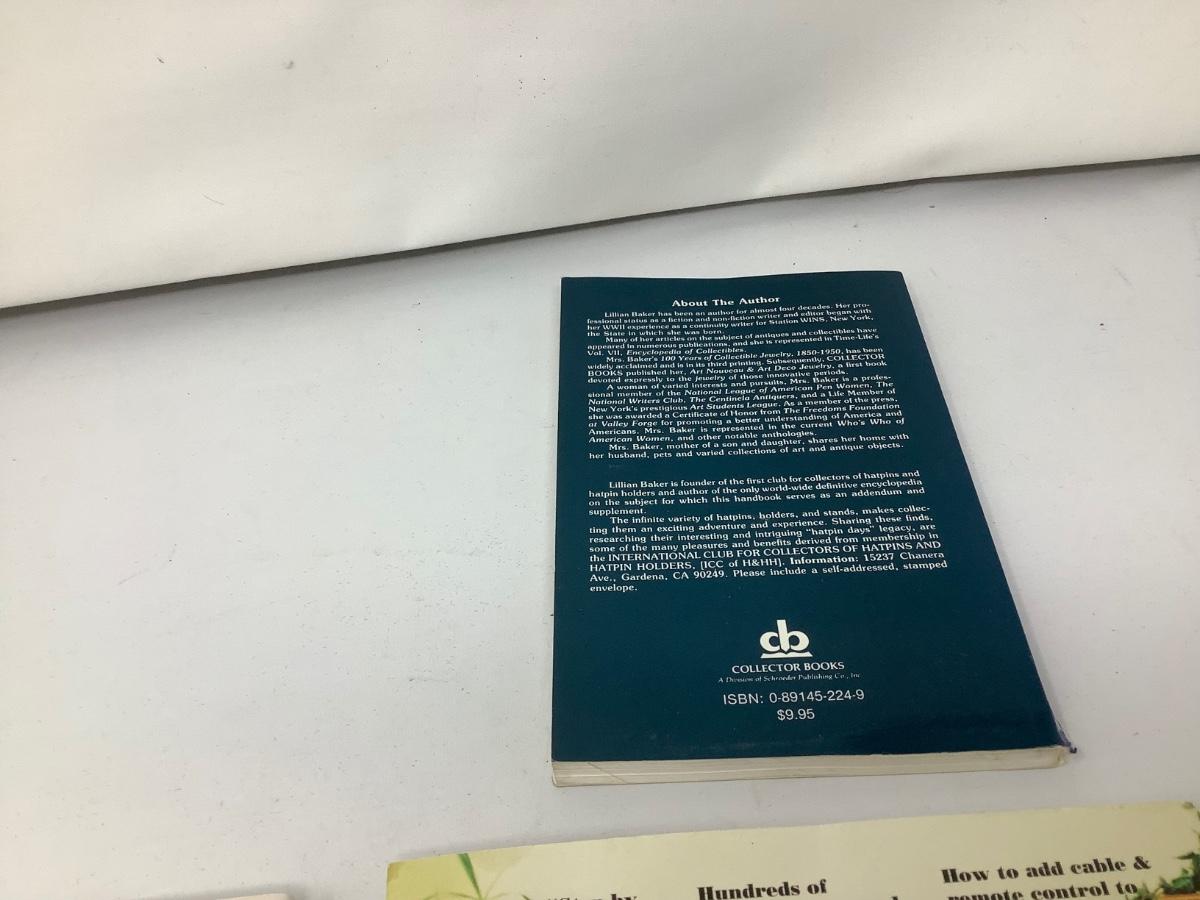 About The Author
Lillian Baker has been an author for almost four decades. Her pro-
fessional status as a fiction and non-fiction writer and editor began with
her WWII experience as a continuity writer for Station WINS, New York,
the State in which she was born.
Many of her articles on the subject of antiques and collectibles have
appeared in numerous publications, and she is represented in Time-Life's
Vol. VII, Encyclopedia of Collectibles.
Mrs. Baker's 100 Years of Collectible Jewelry, 1850-1950, has been
widely acclaimed and is in its third printing. Subsequently, COLLECTOR
BOOKS published her, Art Nouveau & Art Deco Jewelry, a first book
devoted expressly to the jewelry of those innovative periods.
A woman of varied interests and pursuits, Mrs. Baker is a profes-
sional member of the National League of American Pen Women, The
National Writers Club, The Centinela Antiquers, and a Life Member of
New York's prestigious Art Students League. As a member of the press,
she was awarded a Certificate of Honor from The Freedoms Foundation
at Valley Forge for promoting a better understanding of America and
Americans. Mrs. Baker is represented in the current Who's Who of
American Women, and other notable anthologies.
Mrs. Baker, mother of a son and daughter, shares her home with
her husband, pets and varied collections of art and antique objects.
Lillian Baker is founder of the first club for collectors of hatpins and
hatpin holders and author of the only world-wide definitive encyclopedia
on the subject for which this handbook serves as an addendum and
supplement.
The infinite variety of hatpins, holders, and stands, makes collec-
ting them an exciting adventure and experience. Sharing these finds,
researching their interesting and intriguing "hatpin days" legacy, are
some of the many pleasures and benefits derived from membership in
the INTERNATIONAL CLUB FOR COLLECTORS OF HATPINS AND
HATPIN HOLDERS, [ICC of H&HH]. Information: 15237 Chanera
Ave., Gardena, CA 90249. Please include a self-addressed, stamped
envelope.
cb
COLLECTOR BOOKS
A Division of Schroeder Publishing Co., Inc
ISBN: 0-89145-224-9
$9.95
Hundreds of
How to add cable &
remote control to